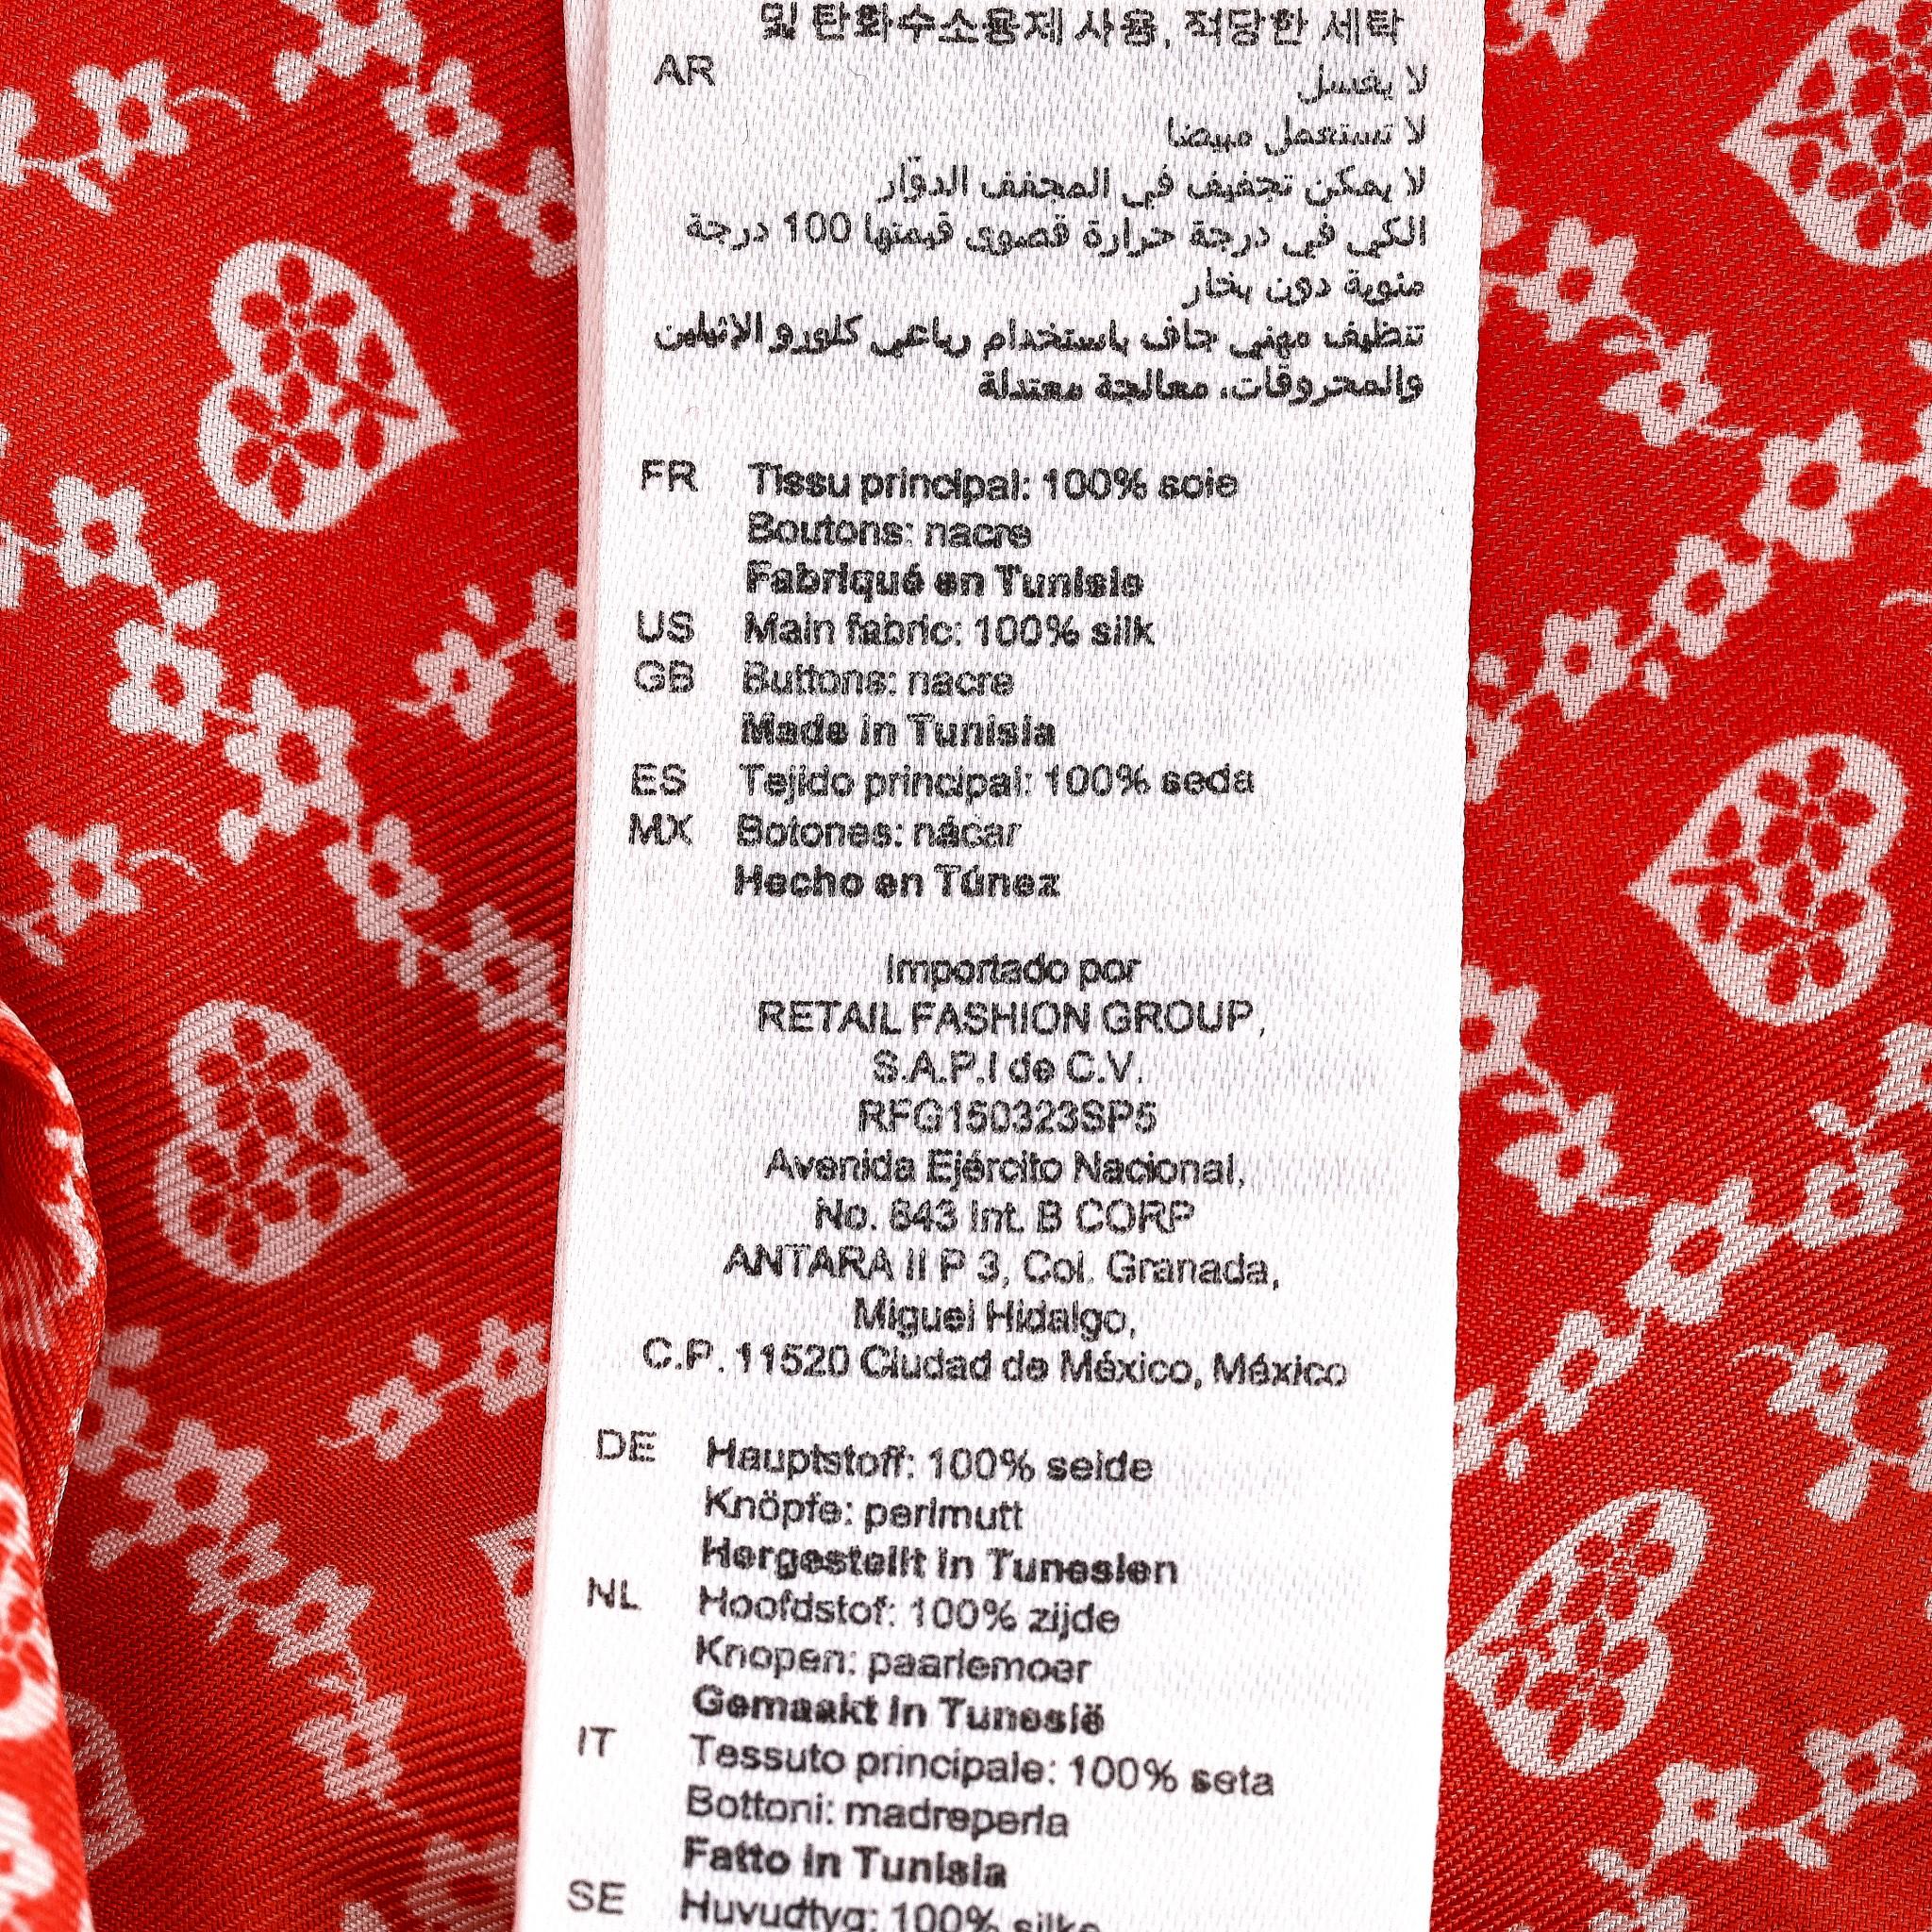 및 탄화수소용제 사용, 적당한 세탁
AR
لا يغسل
لا تستعمل مبيضا
لا يمكن تجفيف في المجفف الدوّار
الكي في درجة حرارة قصوى قيمتها 100 درجة
مئوية دون بخار
تنظيف مهني جاف باستخدام رباعي كلورو الإثيلين
والمحروقات، معالجة معتدلة
FR Tissu principal: 100% soie
Boutons: nacre
Fabriqué en Tunisie
US Main fabric: 100% silk
GB Buttons: nacre
Made in Tunisia
ES Tejido principal: 100% seda
MX Botones: nácar
Hecho en Túnez
Importado por
RETAIL FASHION GROUP,
S.A.P.I de C.V.
RFG150323SP5
Avenida Ejército Nacional,
No. 843 Int. B CORP
ANTARA II P 3, Col. Granada,
Miguel Hidalgo,
C.P. 11520 Ciudad de México, México
DE Hauptstoff: 100% seide
Knöpfe: perlmutt
Hergestellt in Tunesien
NL Hoofdstof: 100% zijde
Knopen: paarlemoer
Gemaakt in Tunesië
IT Tessuto principale: 100% seta
Bottoni: madreperla
Fatto in Tunisia
SE Huvudtyg: 100% silke